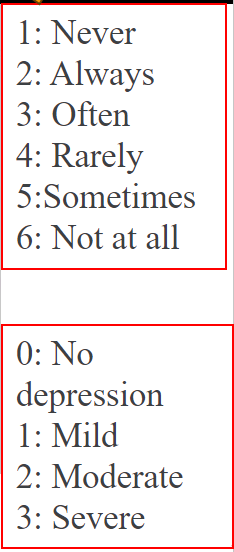 1: Never
2: Always
3: Often
4: Rarely
5:Sometimes
6: Not at all
0: No
depression
1: Mild
2: Moderate
3: Severe